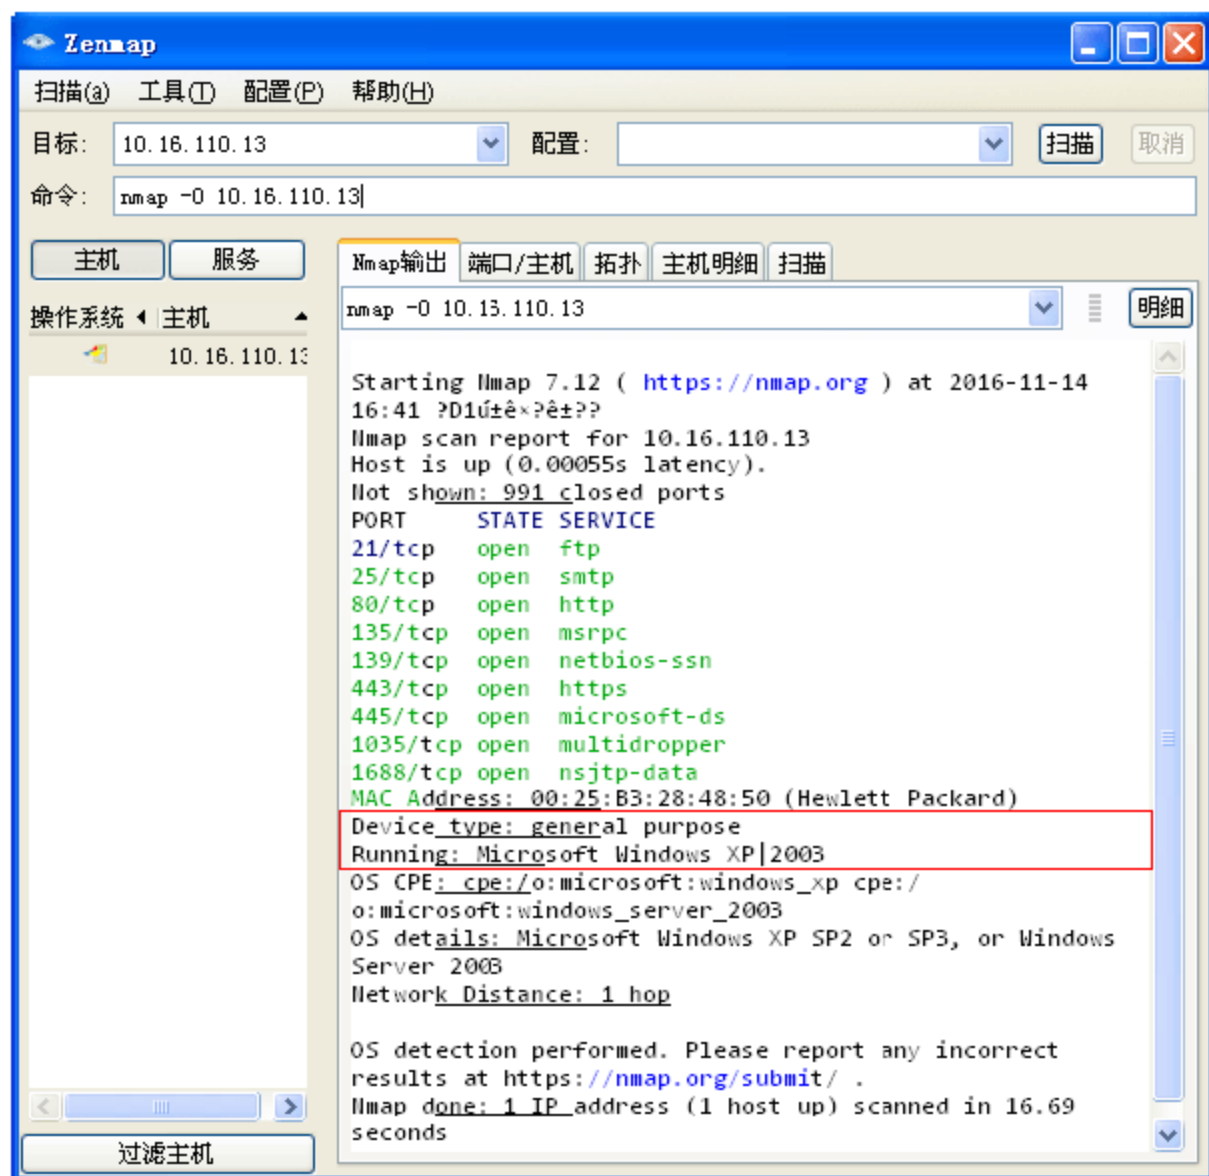 Zenmap
扫描(a) 工具(T) 配置(P) 帮助(H)
目标: 10.16.110.13 配置: 扫描 取消
命令: nmap -O 10.16.110.13
主机 服务
Nmap输出 端口/主机 拓扑 主机明细 扫描
操作系统 主机
nmap -O 10.16.110.13 明细
10.16.110.13
Starting Nmap 7.12 ( https://nmap.org ) at 2016-11-14
16:41 ?D1ú±ê×?ê±??
Nmap scan report for 10.16.110.13
Host is up (0.00055s latency).
Not shown: 991 closed ports
PORT STATE SERVICE
21/tcp open ftp
25/tcp open smtp
80/tcp open http
135/tcp open msrpc
139/tcp open netbios-ssn
443/tcp open https
445/tcp open microsoft-ds
1035/tcp open multidropper
1688/tcp open nsjtp-data
MAC Address: 00:25:B3:28:48:50 (Hewlett Packard)
Device type: general purpose
Running: Microsoft Windows XP|2003
OS CPE: cpe:/o:microsoft:windows_xp cpe:/
o:microsoft:windows_server_2003
OS details: Microsoft Windows XP SP2 or SP3, or Windows
Server 2003
Network Distance: 1 hop
OS detection performed. Please report any incorrect
results at https://nmap.org/submit/ .
Nmap done: 1 IP address (1 host up) scanned in 16.69
seconds
过滤主机